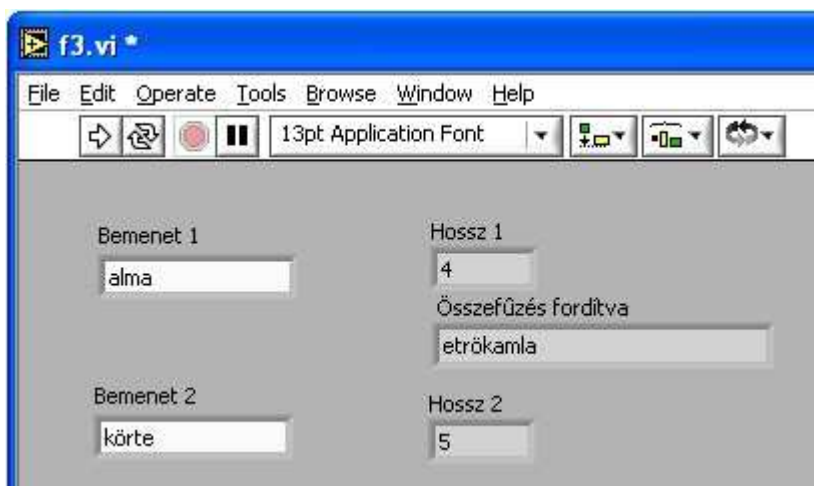 f3.vi *
File Edit Operate Tools Browse Window Help
13pt Application Font
Bemenet 1
alma
Hossz 1
4
Összefûzés fordítva
etrökamla
Bemenet 2
körte
Hossz 2
5